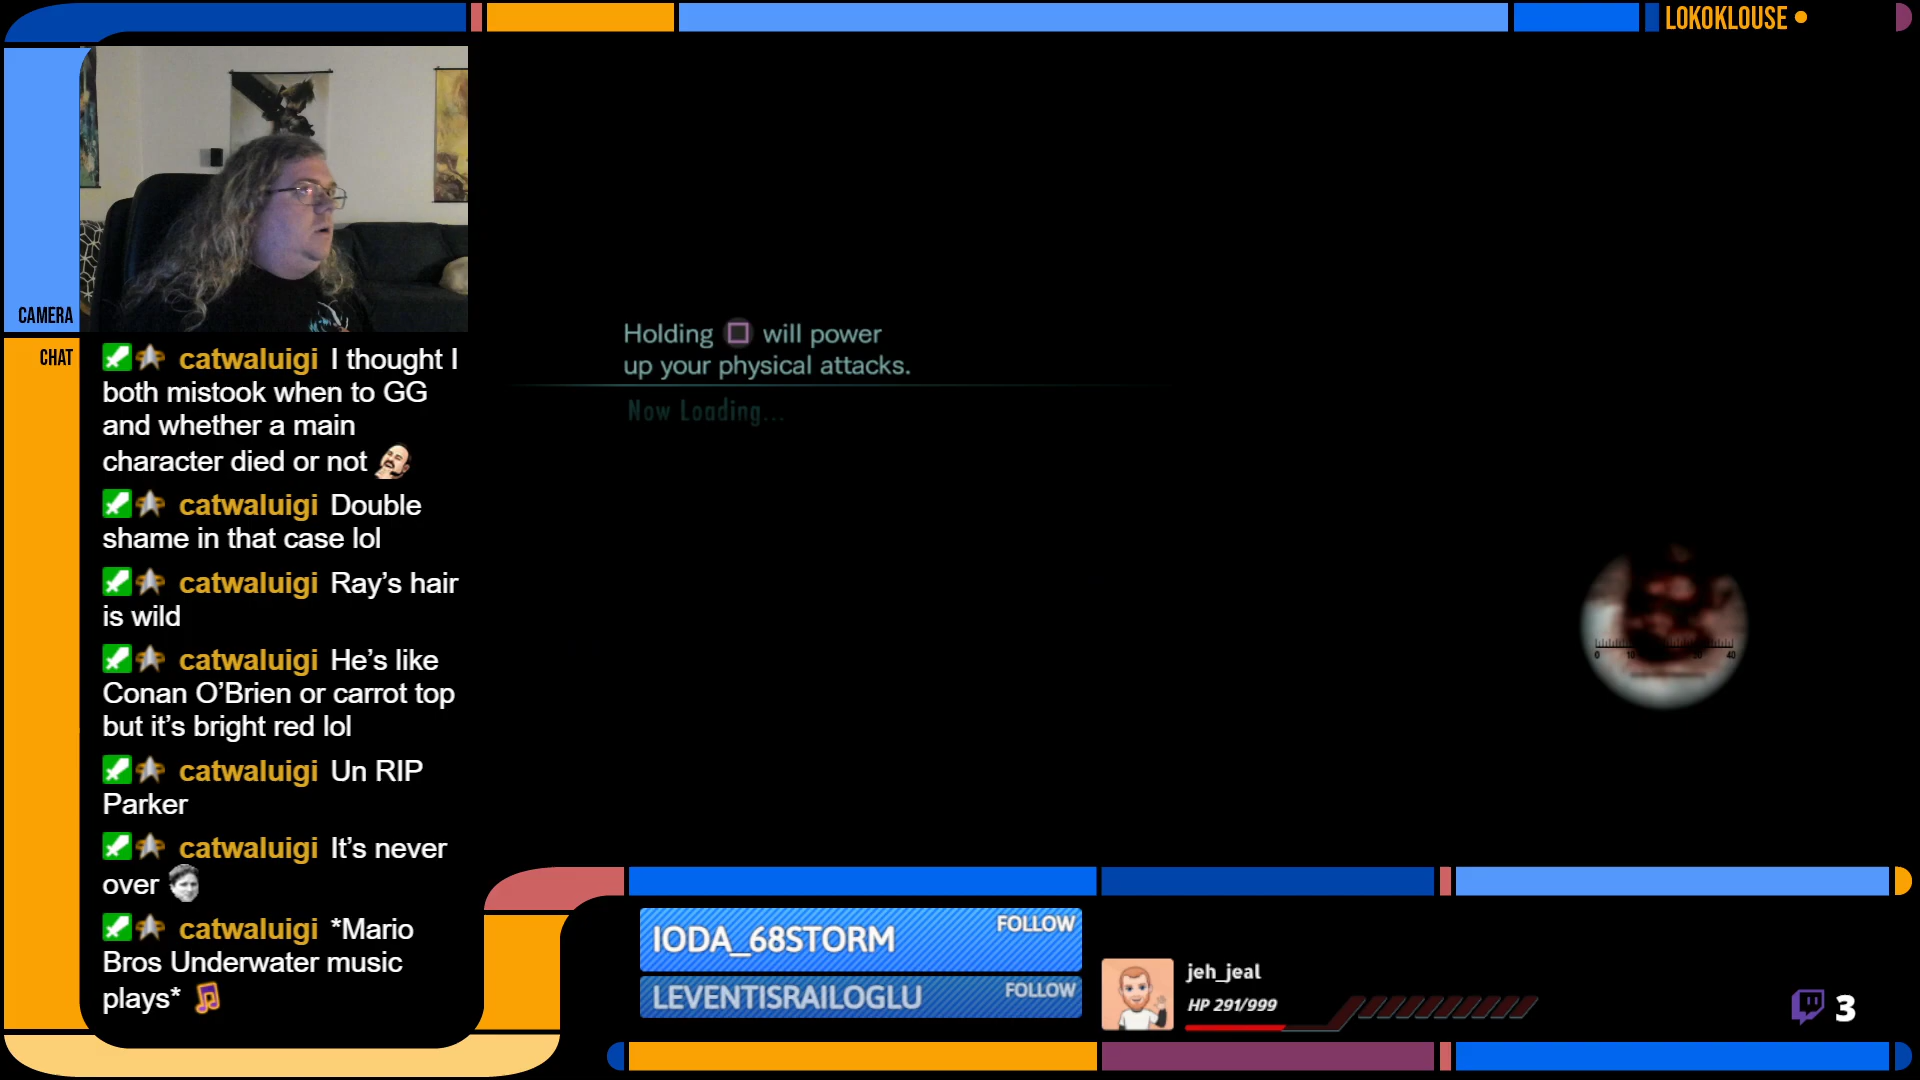 LOKOKLOUSE
CAMERA
CHAT
catwaluigi I thought I
both mistook when to GG
and whether a main
character died or not
catwaluigi Double
shame in that case lol
catwaluigi Ray’s hair
is wild
catwaluigi He’s like
Conan O’Brien or carrot top
but it’s bright red lol
catwaluigi Un RIP
Parker
catwaluigi It’s never
over
catwaluigi *Mario
Bros Underwater music
plays*
Holding will power
up your physical attacks.
Now Loading...
0 10 40
IODA_68STORM FOLLOW
LEVENTISRAILOGLU FOLLOW
jeh_jeal
HP 291/999
3